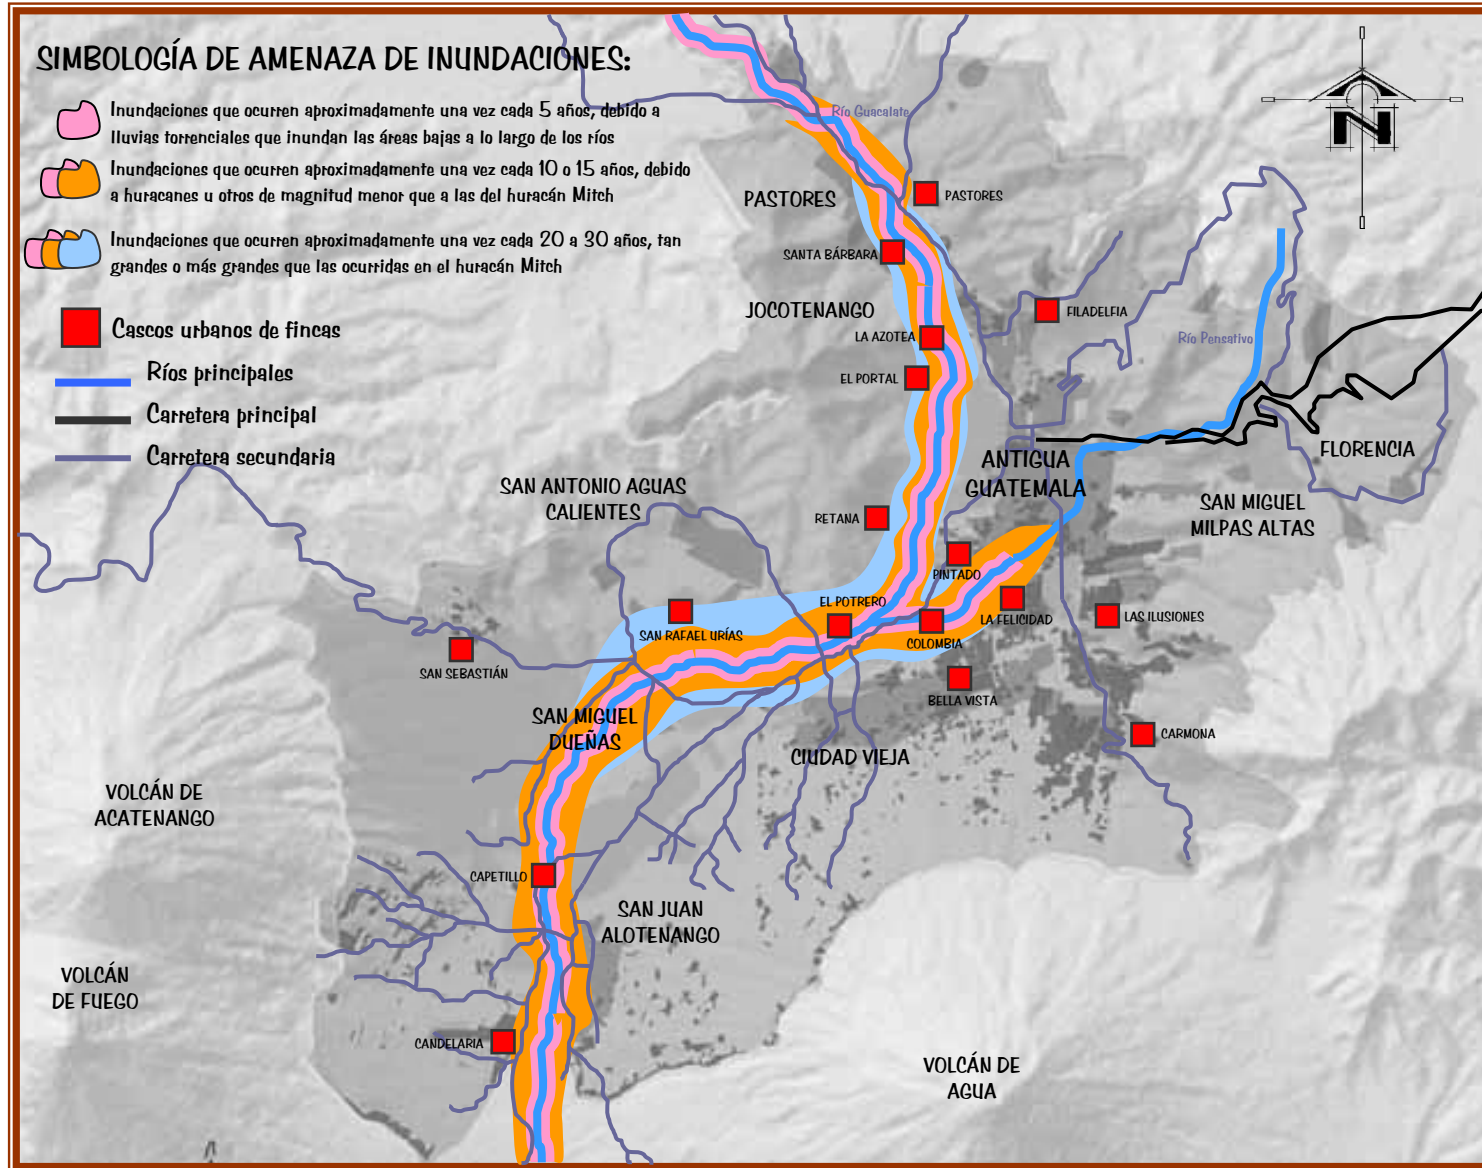 SIMBOLOGÍA DE AMENAZA DE INUNDACIONES:
Inundaciones que ocurren aproximadamente una vez cada 5 años, debido a
lluvias torrenciales que inundan las áreas bajas a lo largo de los ríos
Inundaciones que ocurren aproximadamente una vez cada 10 o 15 años, debido
a huracanes u otros de magnitud menor que a las del huracán Mitch
Inundaciones que ocurren aproximadamente una vez cada 20 a 30 años, tan
grandes o más grandes que las ocurridas en el huracán Mitch
Cascos urbanos de fincas
Ríos principales
Carretera principal
Carretera secundaria
N
Río Guacalate
PASTORES
PASTORES
SANTA BÁRBARA
JOCOTENANGO
FILADELFIA
LA AZOTEA
Río Pensativo
EL PORTAL
ANTIGUA
GUATEMALA
FLORENCIA
SAN ANTONIO AGUAS
CALIENTES
SAN MIGUEL
MILPAS ALTAS
RETANA
PINTADO
EL POTRERO
LA FELICIDAD
LAS ILUSIONES
SAN RAFAEL URÍAS
COLOMBIA
SAN SEBASTIÁN
BELLA VISTA
SAN MIGUEL
DUEÑAS
CARMONA
CIUDAD VIEJA
VOLCÁN DE
ACATENANGO
CAPETILLO
SAN JUAN
ALOTENANGO
VOLCÁN
DE FUEGO
CANDELARIA
VOLCÁN DE
AGUA